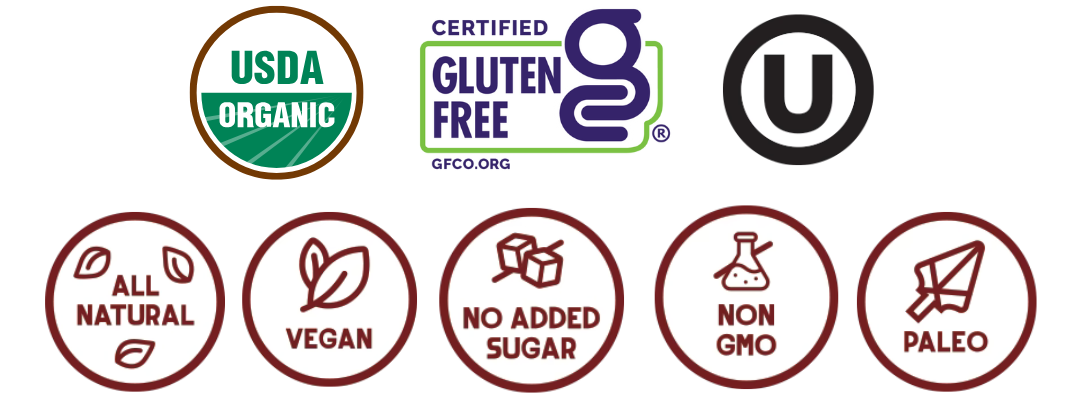 USDA
ORGANIC
CERTIFIED
GLUTEN
FREE
g
®
GFCO.ORG
U
ALL
NATURAL
VEGAN
NO ADDED
SUGAR
NON
GMO
PALEO